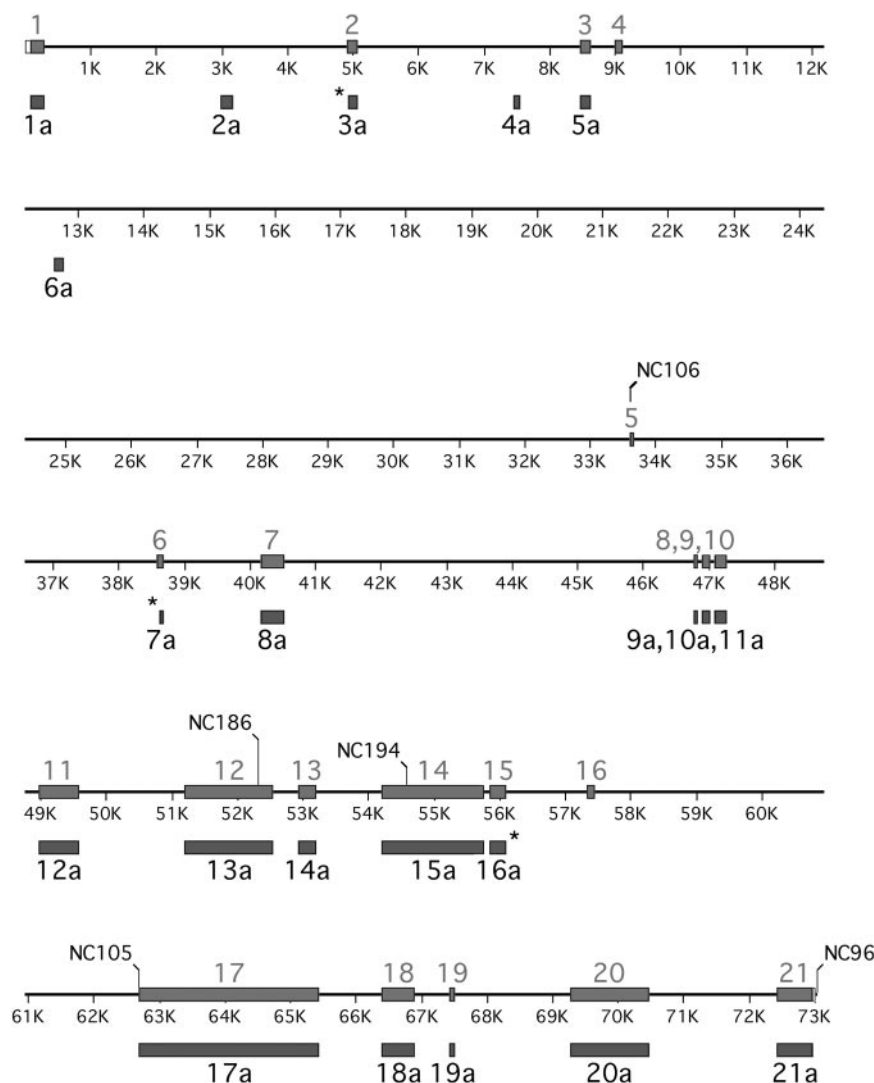 1 2 3 4
1K 2K 3K 4K 5K 6K 7K 8K 9K 10K 11K 12K
*
1a 2a 3a 4a 5a
13K 14K 15K 16K 17K 18K 19K 20K 21K 22K 23K 24K
6a
NC106
5
25K 26K 27K 28K 29K 30K 31K 32K 33K 34K 35K 36K
6 7 8,9,10
37K 38K 39K 40K 41K 42K 43K 44K 45K 46K 47K 48K
*
7a 8a 9a,10a,11a
NC186
NC194
11 12 13 14 15 16
49K 50K 51K 52K 53K 54K 55K 56K 57K 58K 59K 60K
*
12a 13a 14a 15a 16a
NC105 NC96
17 18 19 20 21
61K 62K 63K 64K 65K 66K 67K 68K 69K 70K 71K 72K 73K
17a 18a 19a 20a 21a